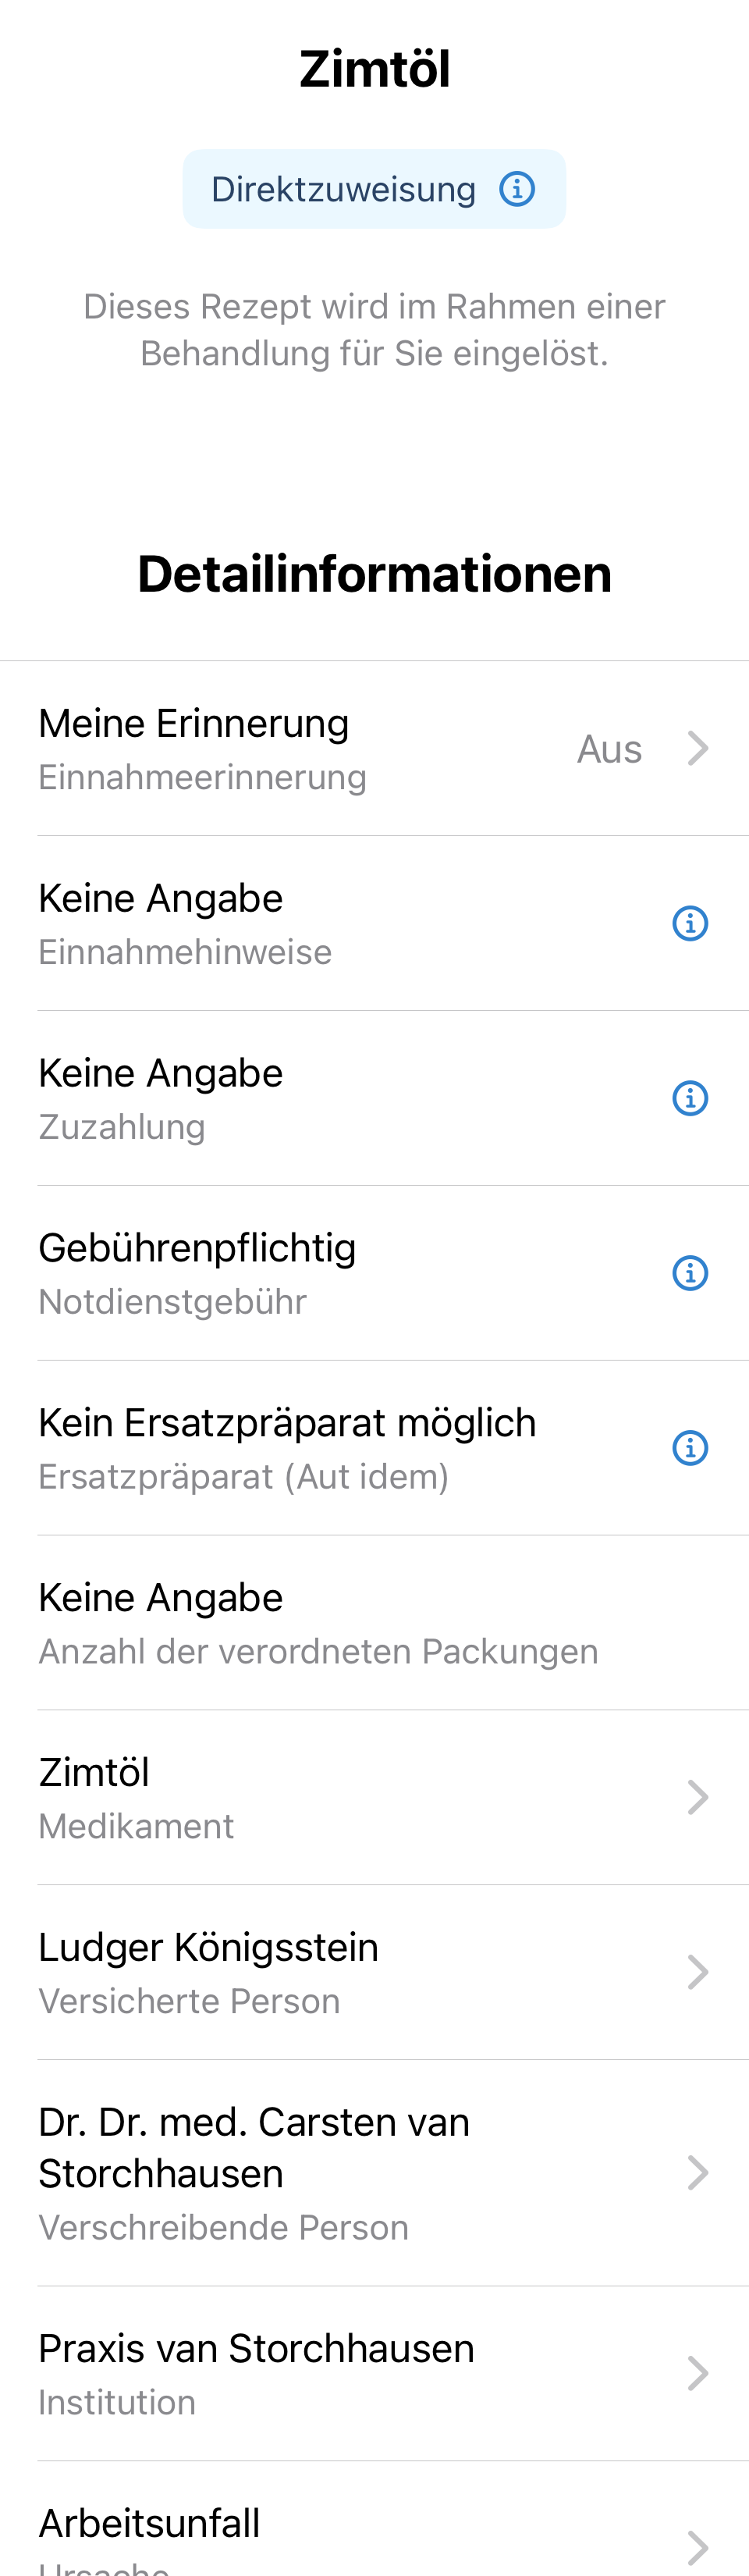 Zimtöl
Direktzuweisung
Dieses Rezept wird im Rahmen einer
Behandlung für Sie eingelöst.
Detailinformationen
Meine Erinnerung
Einnahmeerinnerung
Aus
Keine Angabe
Einnahmehinweise
Keine Angabe
Zuzahlung
Gebührenpflichtig
Notdienstgebühr
Kein Ersatzpräparat möglich
Ersatzpräparat (Aut idem)
Keine Angabe
Anzahl der verordneten Packungen
Zimtöl
Medikament
Ludger Königsstein
Versicherte Person
Dr. Dr. med. Carsten van
Storchhausen
Verschreibende Person
Praxis van Storchhausen
Institution
Arbeitsunfall
Ursache